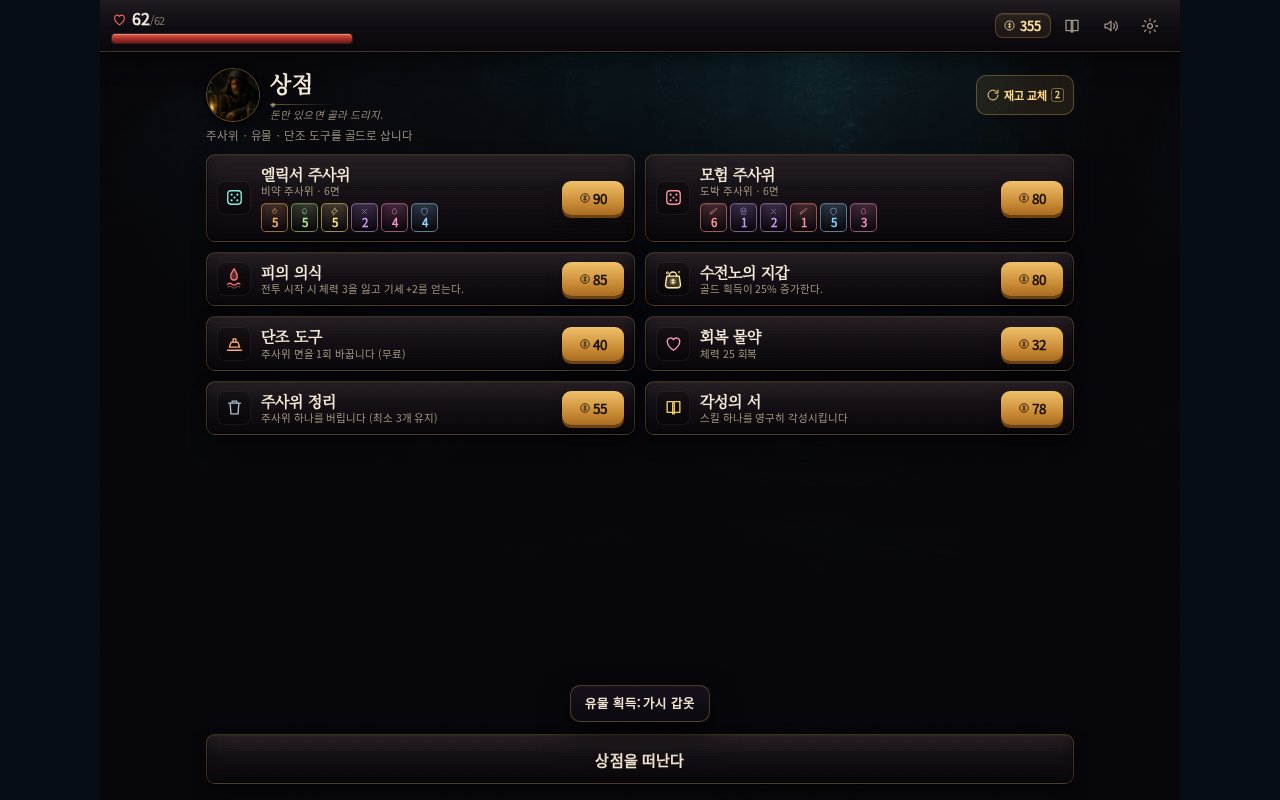 62/62
355
상점
돈만 있으면 골라 드리지.
재고 교체 2
주사위 · 유물 · 단조 도구를 골드로 삽니다
엘릭서 주사위
비약 주사위 · 6면
5 5 5 2 4 4
90
모험 주사위
도박 주사위 · 6면
6 1 2 1 5 3
80
피의 의식
전투 시작 시 체력 3을 잃고 기세 +2를 얻는다.
85
수전노의 지갑
골드 획득이 25% 증가한다.
80
단조 도구
주사위 면을 1회 바꿉니다 (무료)
40
회복 물약
체력 25 회복
32
주사위 정리
주사위 하나를 버립니다 (최소 3개 유지)
55
각성의 서
스킬 하나를 영구히 각성시킵니다
78
유물 획득: 가시 갑옷
상점을 떠난다